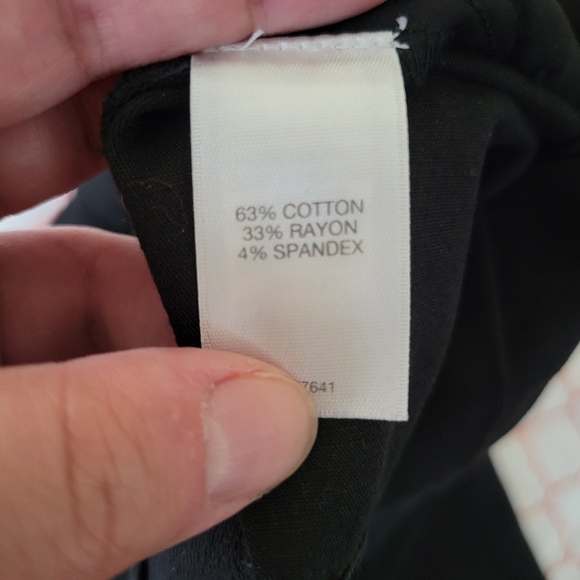 63% COTTON
33% RAYON
4% SPANDEX
7641